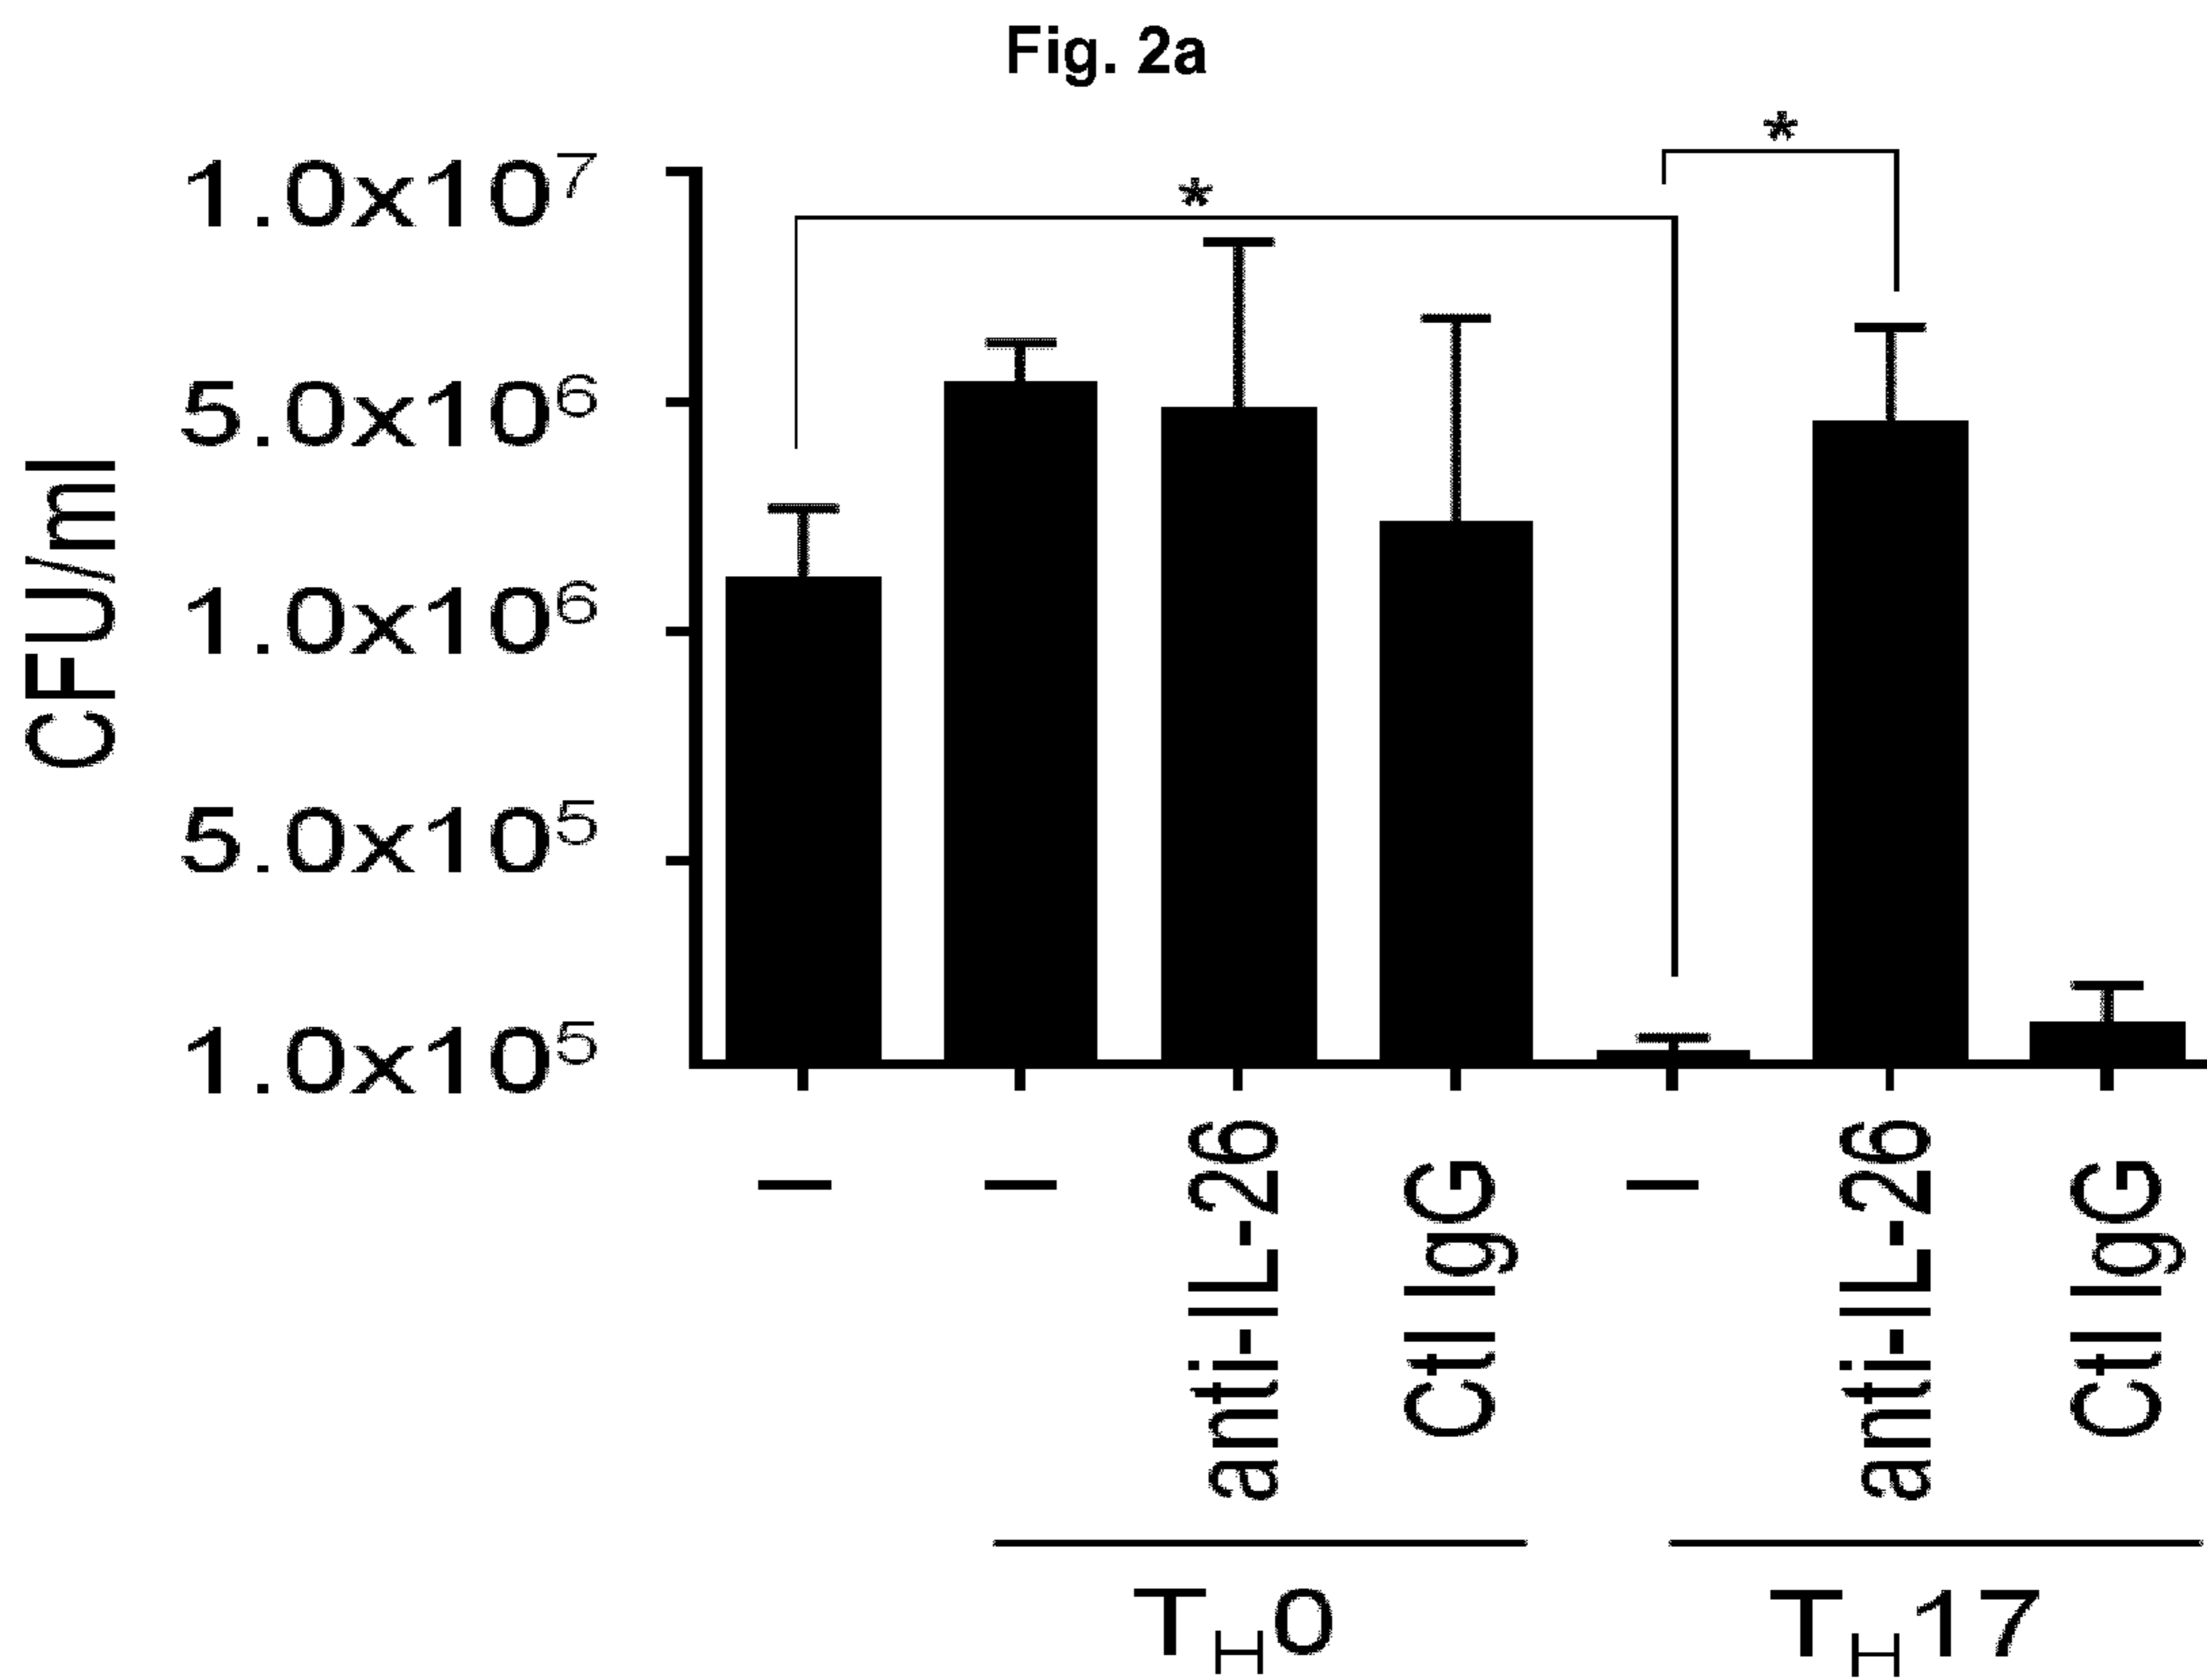 Fig. 2a
*
*
1.0x10⁷
5.0x10⁶
1.0x10⁶
5.0x10⁵
1.0x10⁵
CFU/ml
–
–
anti-IL-26
Ctl IgG
–
anti-IL-26
Ctl IgG
T_H0
T_H17